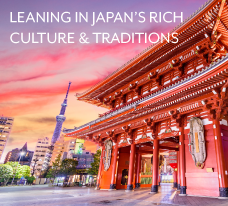 LEANING IN JAPAN'S RICH
CULTURE & TRADITIONS